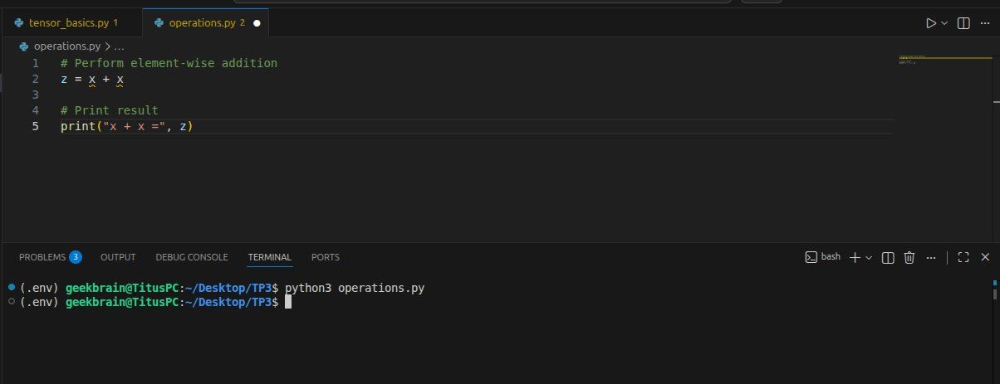 tensor_basics.py 1
operations.py 2
operations.py > ...
1 # Perform element-wise addition
2 z = x + x
3
4 # Print result
5 print("x + x =", z)
PROBLEMS 3 OUTPUT DEBUG CONSOLE TERMINAL PORTS bash
(.env) geekbrain@TitusPC:~/Desktop/TP3$ python3 operations.py
(.env) geekbrain@TitusPC:~/Desktop/TP3$